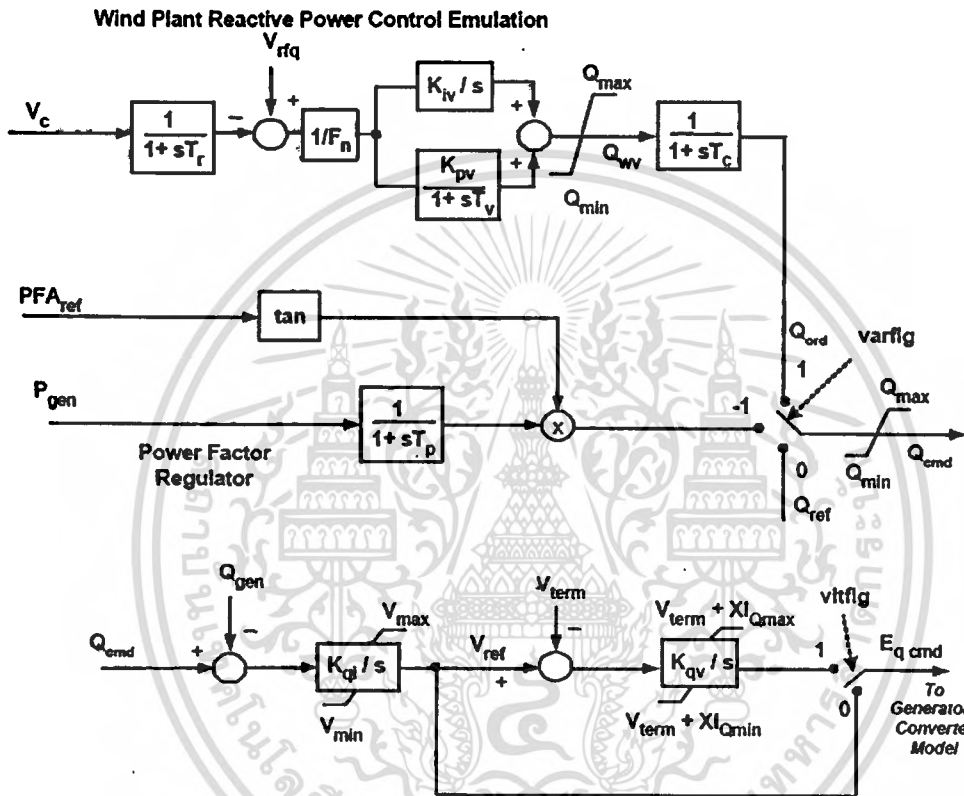 Wind Plant Reactive Power Control Emulation
V_rfq
V_c
1
1+ sT_r
−
+
1/F_n
K_iv / s
K_pv
1+ sT_v
+
+
Q_max
Q_wv
Q_min
1
1+ sT_c
PFA_ref
tan
P_gen
1
1+ sT_p
Power Factor
Regulator
x
Q_ord
varflg
1
-1
0
Q_ref
Q_max
Q_min
Q_cmd
Q_gen
−
Q_cmd
+
V_max
K_qi / s
V_min
V_ref
+
V_term
−
V_term + XI_Qmax
K_qv / s
V_term + XI_Qmin
vltflg
1
0
E_q cmd
To
Generator
Converte
Model